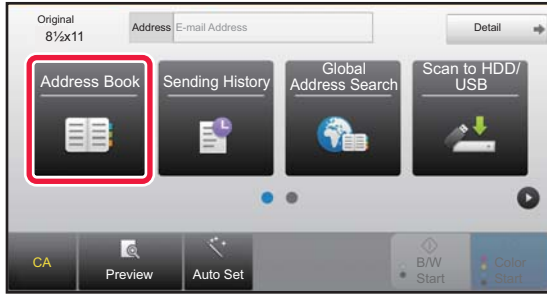 Original
8½x11
Address E-mail Address
Detail
Address Book
Sending History
Global
Address Search
Scan to HDD/
USB
CA
Preview
Auto Set
B/W
Start
Color
Start